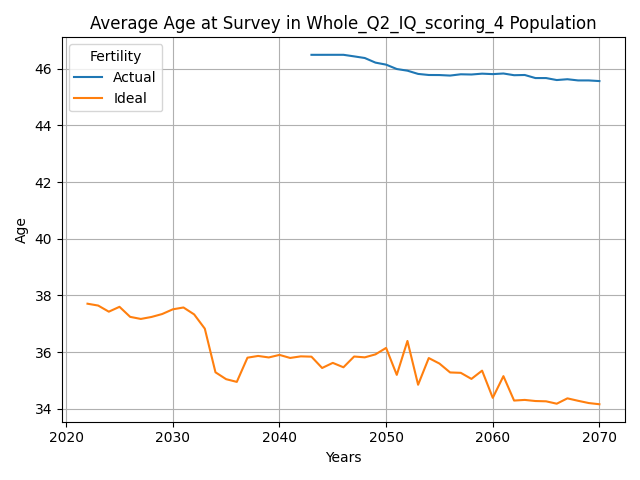 Average Age at Survey in Whole_Q2_IQ_scoring_4 Population
Fertility
Actual
Ideal
Age
46
44
42
40
38
36
34
2020
2030
2040
2050
2060
2070
Years